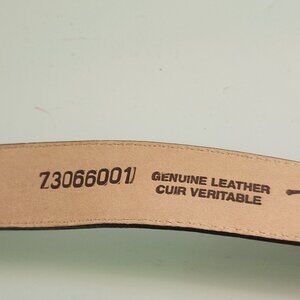 73066001
GENUINE LEATHER
CUIR VERITABLE